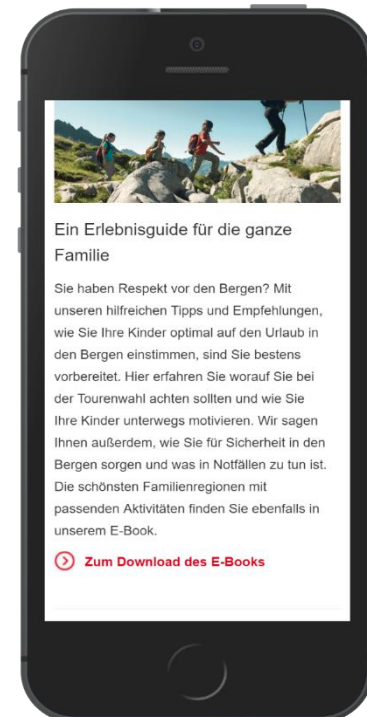 Ein Erlebnisguide für die ganze
Familie
Sie haben Respekt vor den Bergen? Mit
unseren hilfreichen Tipps und Empfehlungen,
wie Sie Ihre Kinder optimal auf den Urlaub in
den Bergen einstimmen, sind Sie bestens
vorbereitet. Hier erfahren Sie worauf Sie bei
der Tourenwahl achten sollten und wie Sie
Ihre Kinder unterwegs motivieren. Wir sagen
Ihnen außerdem, wie Sie für Sicherheit in den
Bergen sorgen und was in Notfällen zu tun ist.
Die schönsten Familienregionen mit
passenden Aktivitäten finden Sie ebenfalls in
unserem E-Book.
Zum Download des E-Books